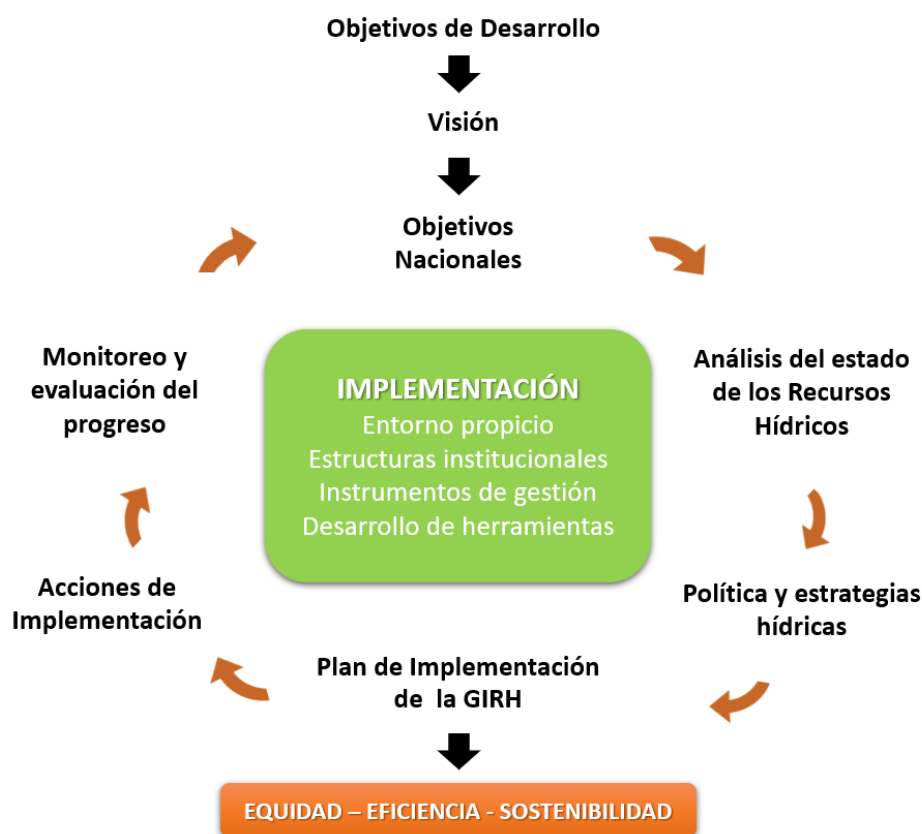 Objetivos de Desarrollo
Visión
Objetivos
Nacionales
Análisis del estado
de los Recursos
Hídricos
Política y estrategias
hídricas
Plan de Implementación
de la GIRH
Acciones de
Implementación
Monitoreo y
evaluación del
progreso
IMPLEMENTACIÓN
Entorno propicio
Estructuras institucionales
Instrumentos de gestión
Desarrollo de herramientas
EQUIDAD – EFICIENCIA - SOSTENIBILIDAD